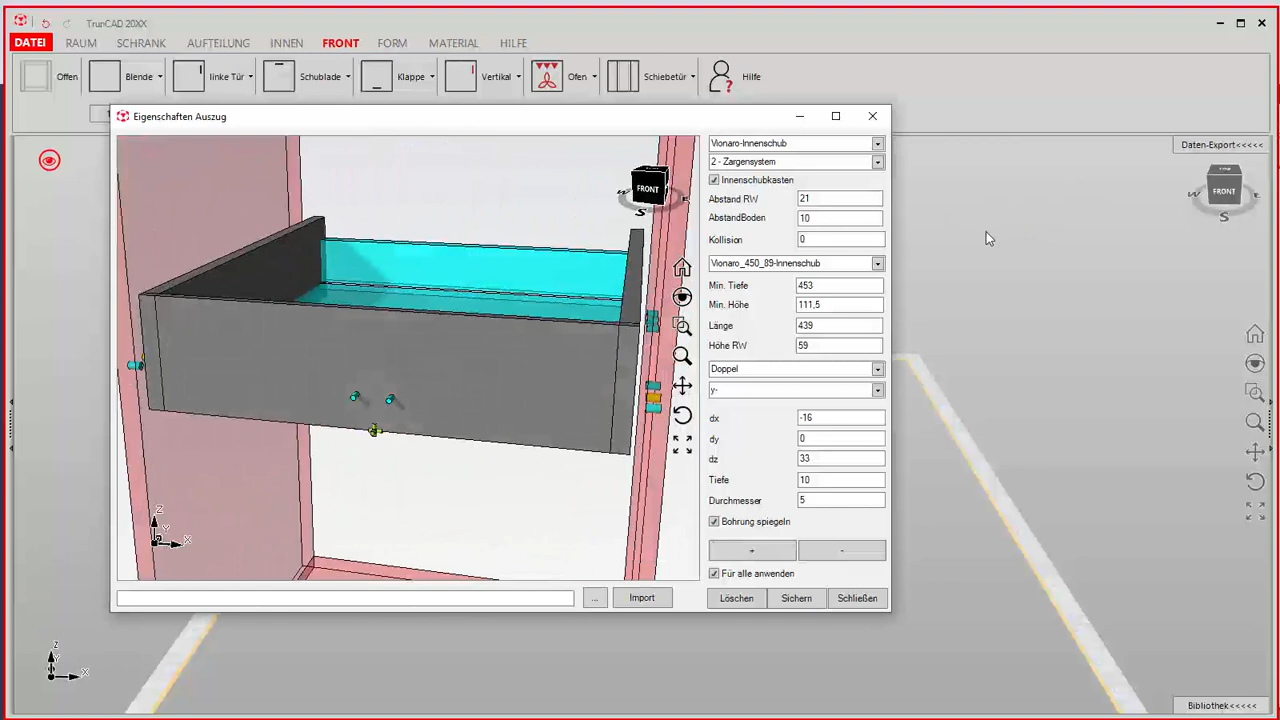 TrunCAD 20XX
DATEI RAUM SCHRANK AUFTEILUNG INNEN FRONT FORM MATERIAL HILFE
Offen Blende linke Tür Schublade Klappe Vertikal Ofen Schiebetür Hilfe
Eigenschaften Auszug
Daten-Export<<<<<
Vionaro-Innenschub
2 - Zargensystem
Innenschubkasten
Abstand RW 21
AbstandBoden 10
Kollision 0
Vionaro_450_89-Innenschub
Min. Tiefe 453
Min. Höhe 111,5
Länge 439
Höhe RW 59
Doppel
y-
dx -16
dy 0
dz 33
Tiefe 10
Durchmesser 5
Bohrung spiegeln
+ -
Für alle anwenden
... Import Löschen Sichern Schließen
FRONT
S
FRONT
W
S
Z
Y
X
Z
Y
X
Bibliothek<<<<<